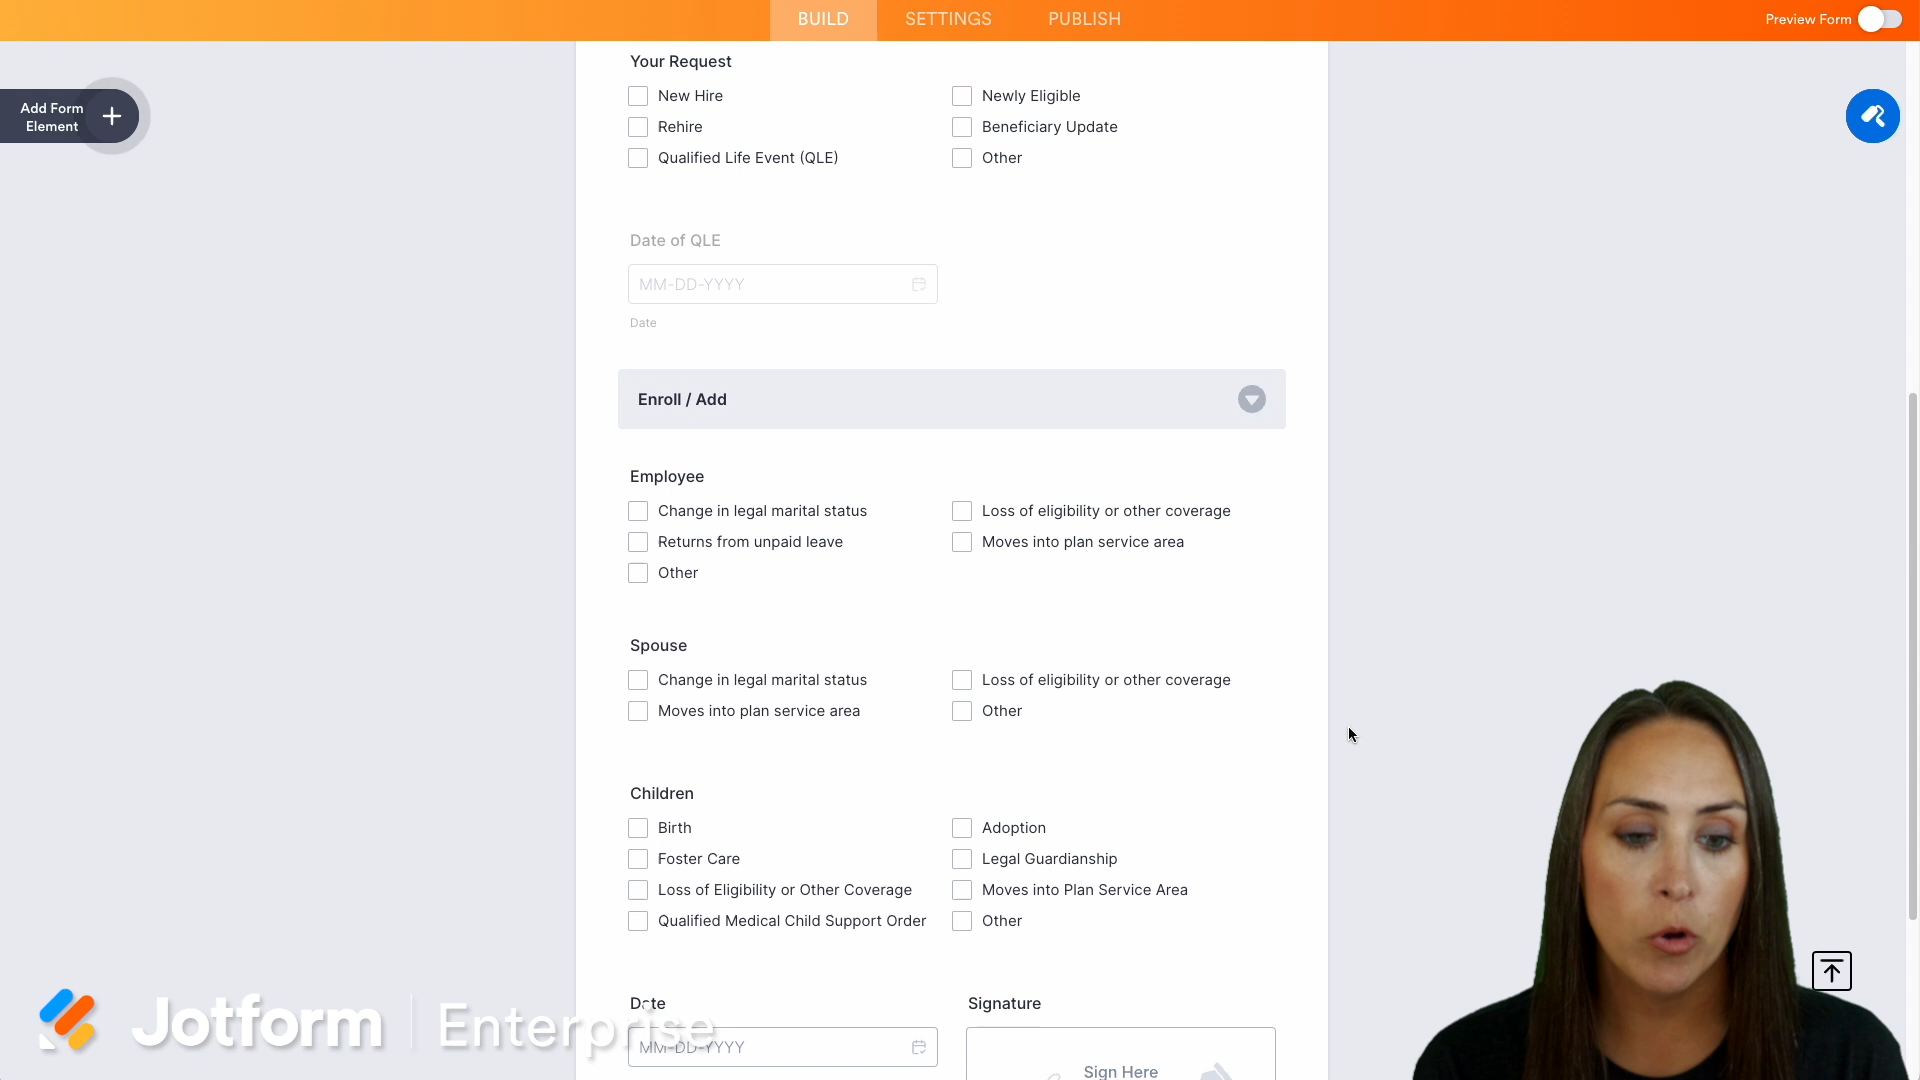 BUILD
SETTINGS
PUBLISH
Preview Form
Add Form
Element
Your Request
New Hire
Newly Eligible
Rehire
Beneficiary Update
Qualified Life Event (QLE)
Other
Date of QLE
MM-DD-YYYY
Date
Enroll / Add
Employee
Change in legal marital status
Loss of eligibility or other coverage
Returns from unpaid leave
Moves into plan service area
Other
Spouse
Change in legal marital status
Loss of eligibility or other coverage
Moves into plan service area
Other
Children
Birth
Adoption
Foster Care
Legal Guardianship
Loss of Eligibility or Other Coverage
Moves into Plan Service Area
Qualified Medical Child Support Order
Other
Date
Signature
MM-DD-YYYY
Sign Here
Jotform Enterprise